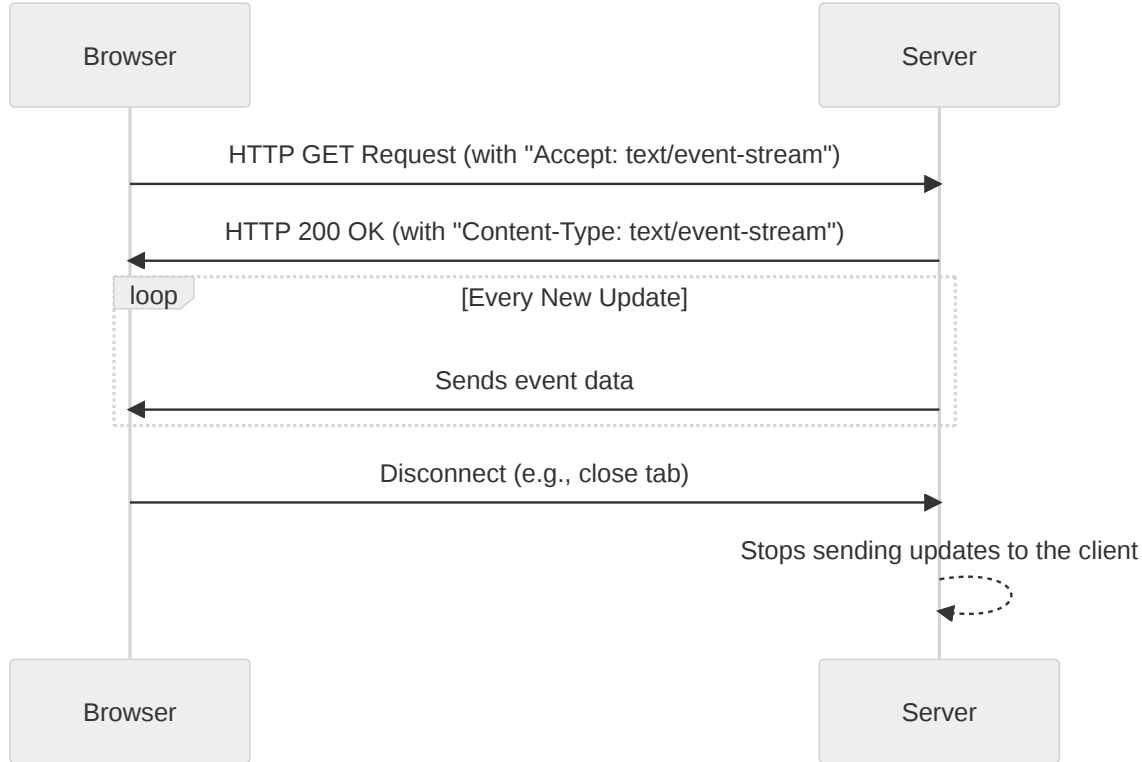 Browser
Server
HTTP GET Request (with "Accept: text/event-stream")
HTTP 200 OK (with "Content-Type: text/event-stream")
loop
[Every New Update]
Sends event data
Disconnect (e.g., close tab)
Stops sending updates to the client
Browser
Server